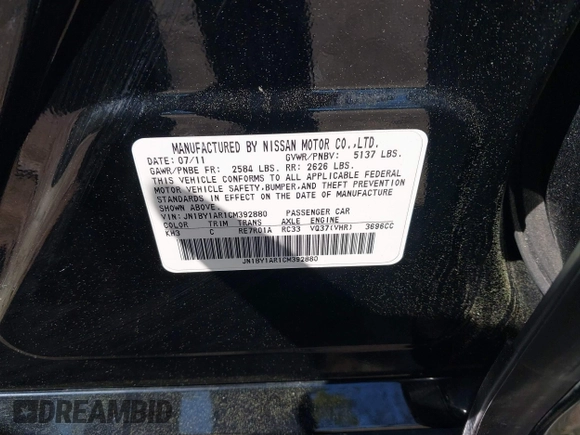 MANUFACTURED BY NISSAN MOTOR CO.,LTD.
DATE: 07/11 GVWR/PNBV: 5137 LBS.
GAWR/PNBE FR: 2584 LBS. RR: 2626 LBS.
THIS VEHICLE CONFORMS TO ALL APPLICABLE FEDERAL
MOTOR VEHICLE SAFETY,BUMPER,AND THEFT PREVENTION
STANDARDS IN EFFECT ON THE DATE OF MANUFACTURE
SHOWN ABOVE.
VIN: JN1BY1AR1CM392880 PASSENGER CAR
COLOR TRIM TRANS AXLE ENGINE
KH3 C RE7R01A RC33 VQ37(VHR) 3696CC
JN1BY1AR1CM392880
DREAMBID